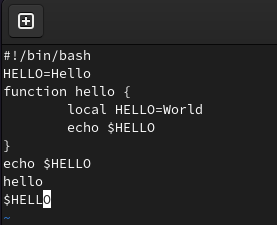 #!/bin/bash
HELLO=Hello
function hello {
        local HELLO=World
        echo $HELLO
}
echo $HELLO
hello
$HELLO
~